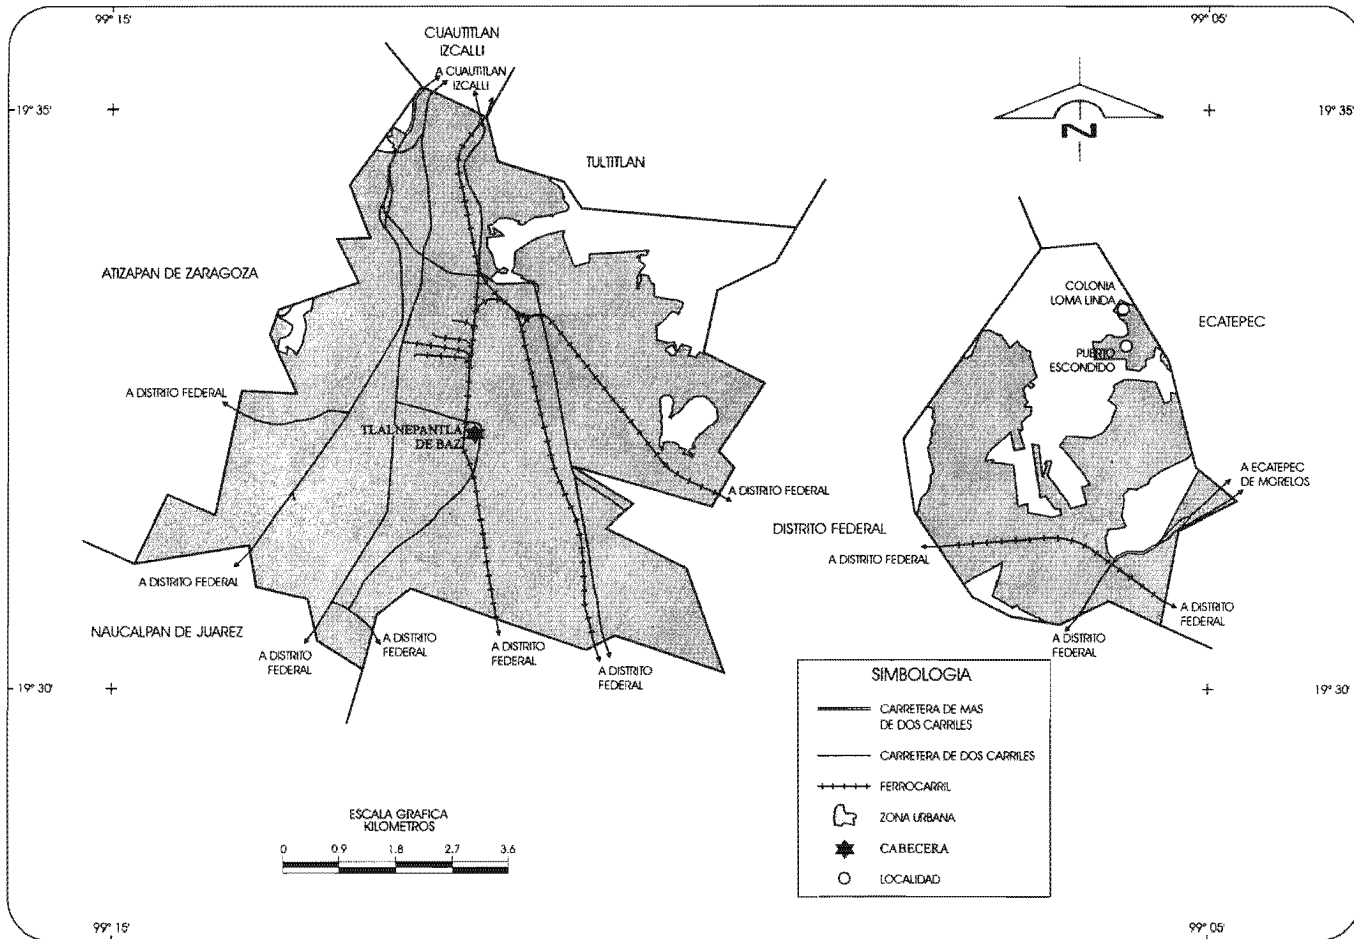 99° 15'
99° 05'
CUAUTITLAN
IZCALLI
A CUAUTITLAN
IZCALLI
19° 35'
19° 35'
N
TULTITLAN
ATIZAPAN DE ZARAGOZA
COLONIA
LOMA LINDA
ECATEPEC
PUERTO
ESCONDIDO
A DISTRITO FEDERAL
TLALNEPANTLA
DE BAZ
A ECATEPEC
DE MORELOS
A DISTRITO FEDERAL
DISTRITO FEDERAL
A DISTRITO FEDERAL
A DISTRITO FEDERAL
NAUCALPAN DE JUAREZ
A DISTRITO
FEDERAL
A DISTRITO
FEDERAL
A DISTRITO
FEDERAL
A DISTRITO
FEDERAL
A DISTRITO
FEDERAL
A DISTRITO
FEDERAL
19° 30'
19° 30'
SIMBOLOGIA
CARRETERA DE MAS
DE DOS CARRILES
CARRETERA DE DOS CARRILES
FERROCARRIL
ZONA URBANA
CABECERA
LOCALIDAD
ESCALA GRAFICA
KILOMETROS
0 0.9 1.8 2.7 3.6
99° 15'
99° 05'